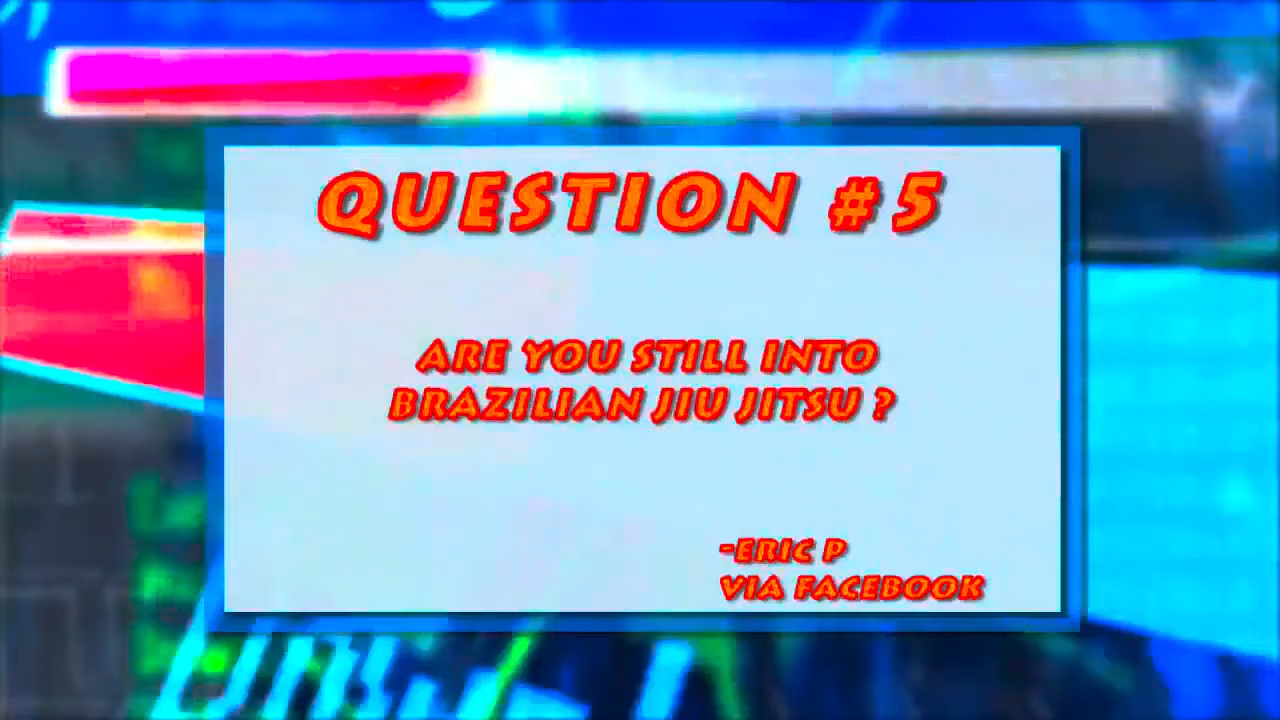 QUESTION #5
ARE YOU STILL INTO
BRAZILIAN JIU JITSU ?
-ERIC P
VIA FACEBOOK